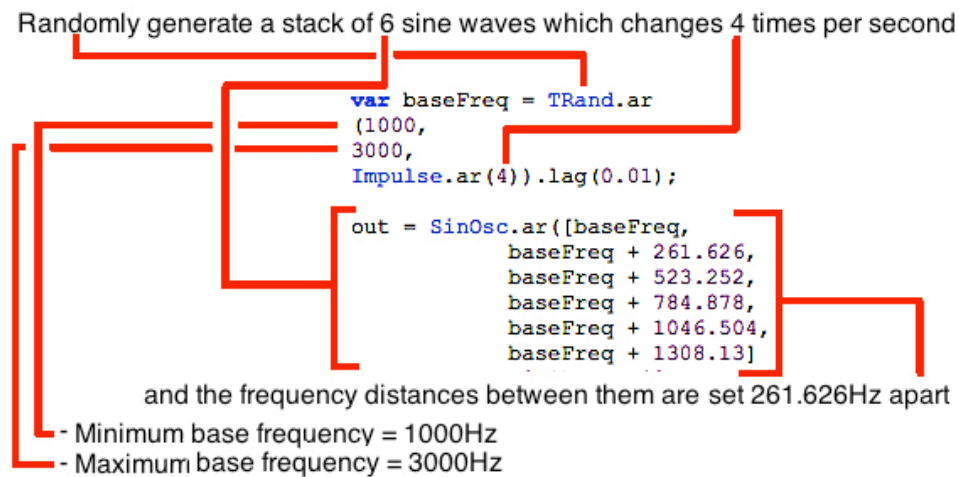 Randomly generate a stack of 6 sine waves which changes 4 times per second
var baseFreq = TRand.ar
(1000,
3000,
Impulse.ar(4)).lag(0.01);
out = SinOsc.ar([baseFreq,
baseFreq + 261.626,
baseFreq + 523.252,
baseFreq + 784.878,
baseFreq + 1046.504,
baseFreq + 1308.13]
and the frequency distances between them are set 261.626Hz apart
- Minimum base frequency = 1000Hz
- Maximum base frequency = 3000Hz